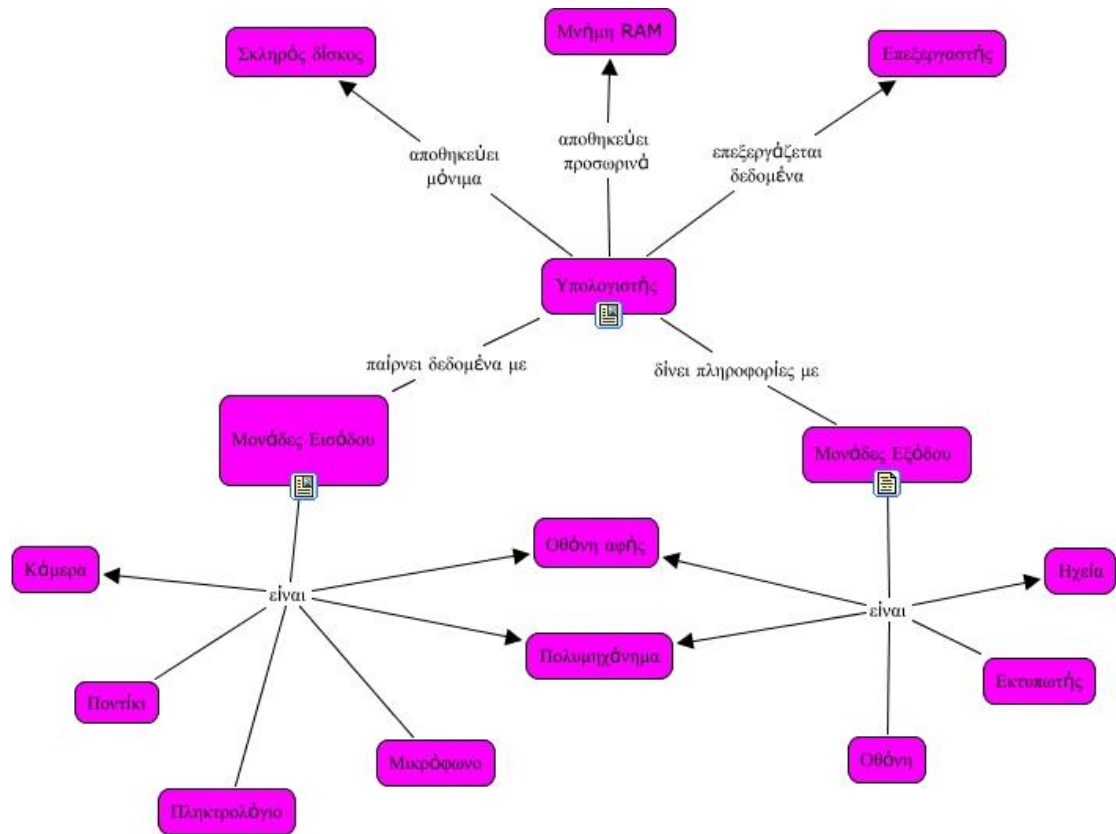 Μνήμη RAM
Σκληρός δίσκος
Επεξεργαστής
αποθηκεύει
μόνιμα
αποθηκεύει
προσωρινά
επεξεργάζεται
δεδομένα
Υπολογιστής
παίρνει δεδομένα με
δίνει πληροφορίες με
Μονάδες Εισόδου
Μονάδες Εξόδου
Κάμερα
Οθόνη αφής
Ηχεία
είναι
είναι
Πολυμηχάνημα
Εκτυπωτής
Ποντίκι
Μικρόφωνο
Οθόνη
Πληκτρολόγιο